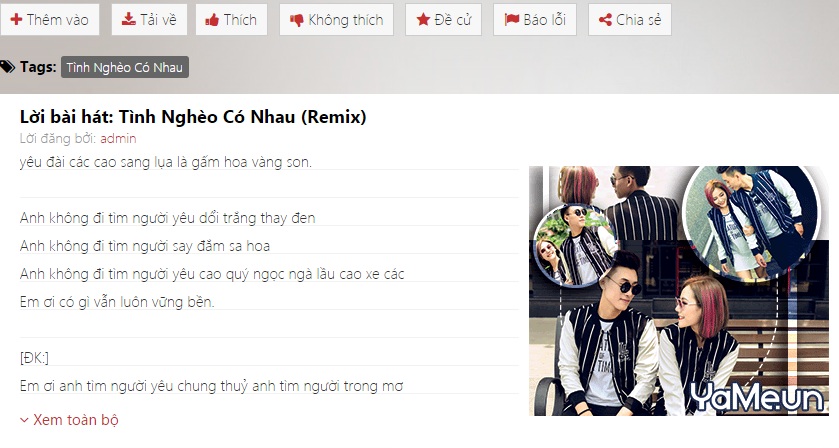 Thêm vào
Tải về
Thích
Không thích
Đề cử
Báo lỗi
Chia sẻ
Tags: Tình Nghèo Có Nhau
Lời bài hát: Tình Nghèo Có Nhau (Remix)
Lời đăng bởi: admin
yêu đài các cao sang lụa là gấm hoa vàng son.
Anh không đi tìm người yêu dổi trắng thay đen
Anh không đi tìm người say đắm sa hoa
Anh không đi tìm người yêu cao quý ngọc ngà lầu cao xe các
Em ơi có gì vẫn luôn vững bền.
[ĐK:]
Em ơi anh tìm người yêu chung thuỷ anh tìm người trong mơ
Xem toàn bộ
YaMe.vn